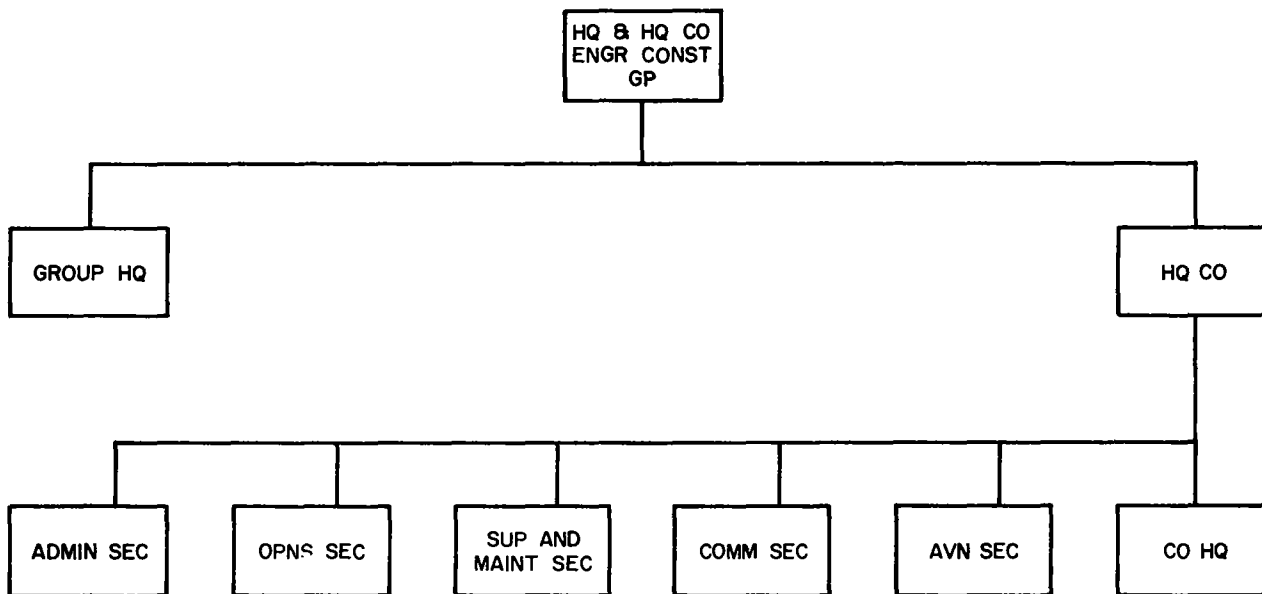 HQ & HQ CO
ENGR CONST
GP
GROUP HQ
HQ CO
ADMIN SEC
OPNS SEC
SUP AND
MAINT SEC
COMM SEC
AVN SEC
CO HQ